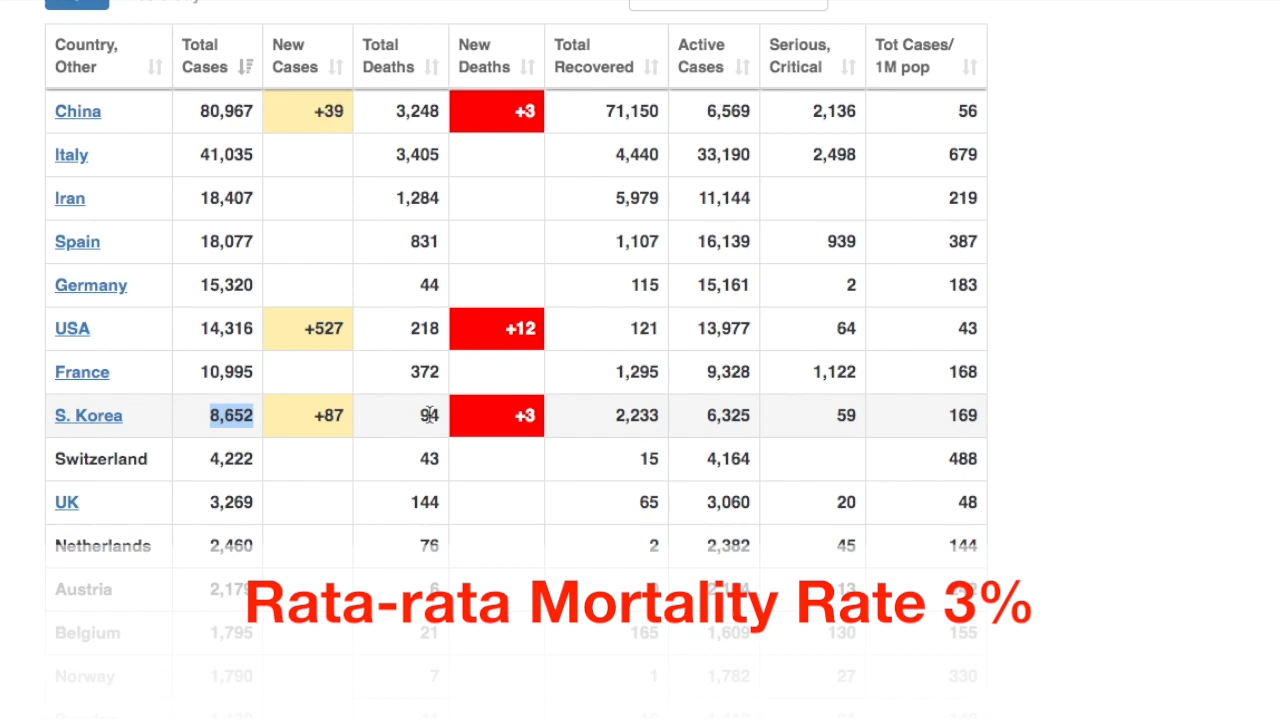 Country, Other Total Cases New Cases Total Deaths New Deaths Total Recovered Active Cases Serious, Critical Tot Cases/ 1M pop
China 80,967 +39 3,248 +3 71,150 6,569 2,136 56
Italy 41,035 3,405 4,440 33,190 2,498 679
Iran 18,407 1,284 5,979 11,144 219
Spain 18,077 831 1,107 16,139 939 387
Germany 15,320 44 115 15,161 2 183
USA 14,316 +527 218 +12 121 13,977 64 43
France 10,995 372 1,295 9,328 1,122 168
S. Korea 8,652 +87 94 +3 2,233 6,325 59 169
Switzerland 4,222 43 15 4,164 488
UK 3,269 144 65 3,060 20 48
Netherlands 2,460 76 2 2,382 45 144
Austria 6 13
Rata-rata Mortality Rate 3%
Belgium 1,795 21 165 1,609 130 155
Norway 1,790 7 1 1,782 27 330